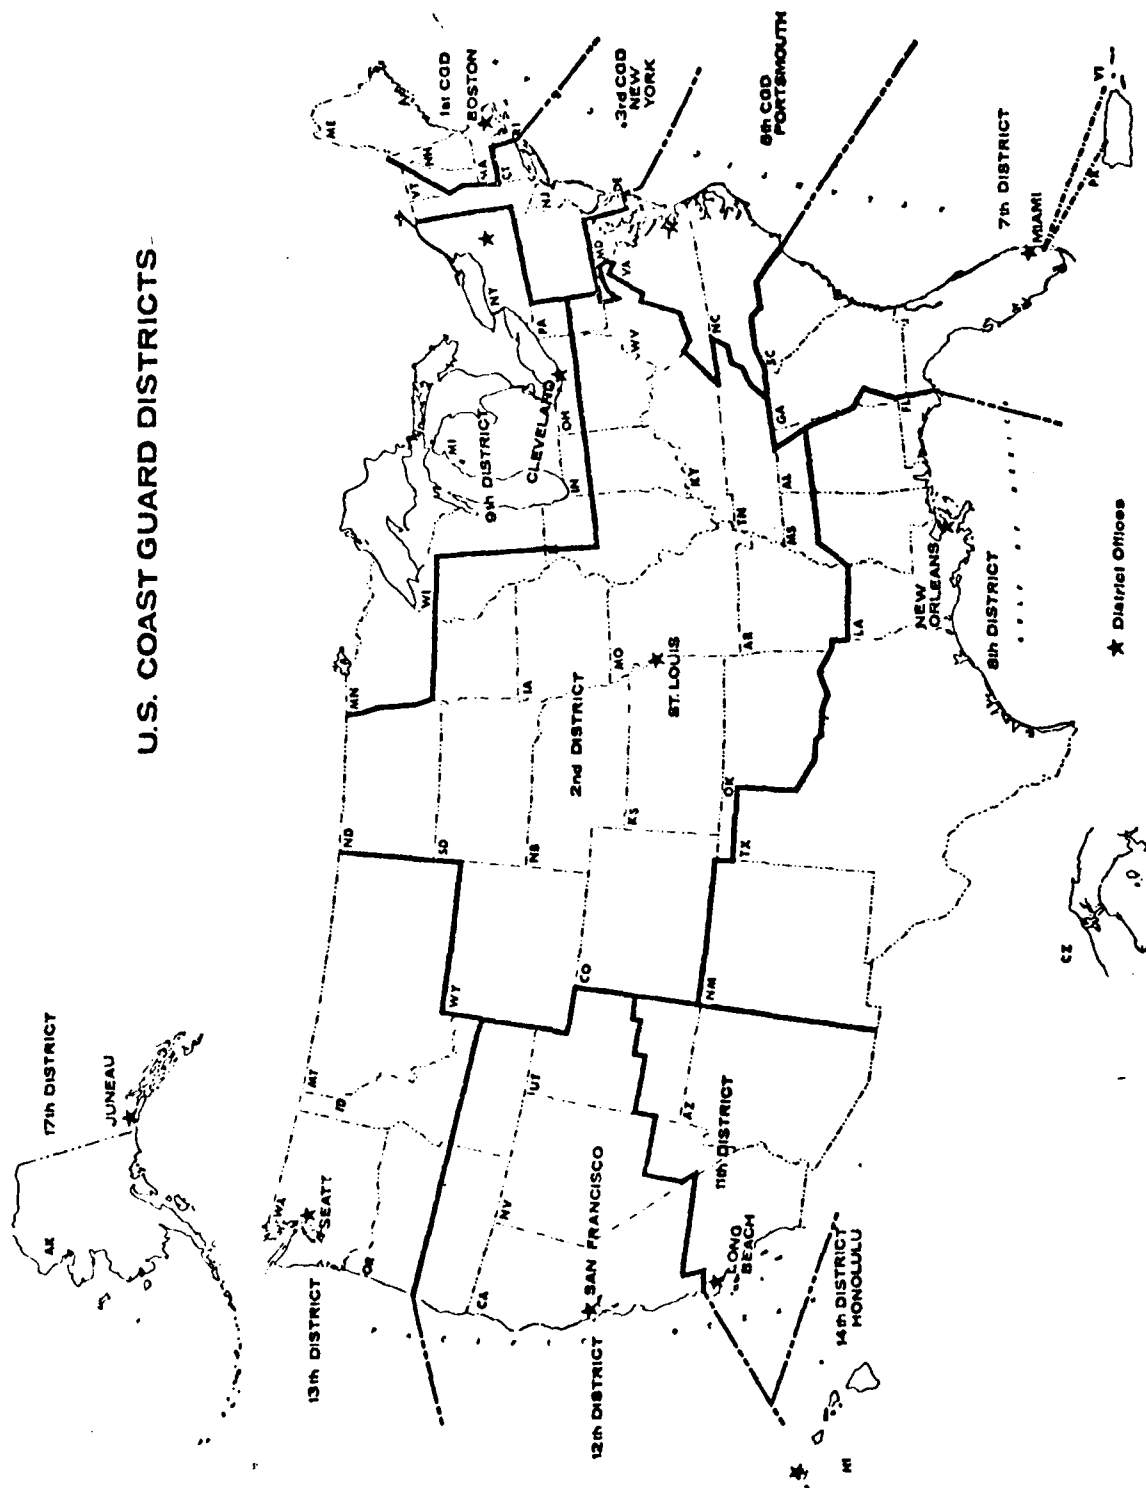 U.S. COAST GUARD DISTRICTS
17th DISTRICT
JUNEAU
AK
13th DISTRICT
SEATT
WA
OR
ID
MT
ND
MN
WI
SD
WY
NB
IA
12th DISTRICT
SAN FRANCISCO
CA
NV
UT
CO
KS
MO
2nd DISTRICT
ST. LOUIS
9th DISTRICT
MI
CLEVELAND
IN
OH
PA
NY
VT
NH
ME
MA
CT
RI
NJ
DE
MD
VA
WV
KY
TN
NC
SC
GA
AL
MS
AR
LA
OK
TX
NM
AZ
FL
1st CGD
BOSTON
3rd CGD
NEW
YORK
5th CGD
PORTSMOUTH
11th DISTRICT
LONG
BEACH
14th DISTRICT
HONOLULU
HI
NEW
ORLEANS
8th DISTRICT
7th DISTRICT
MIAMI
PR
VI
CZ
★ District Offices